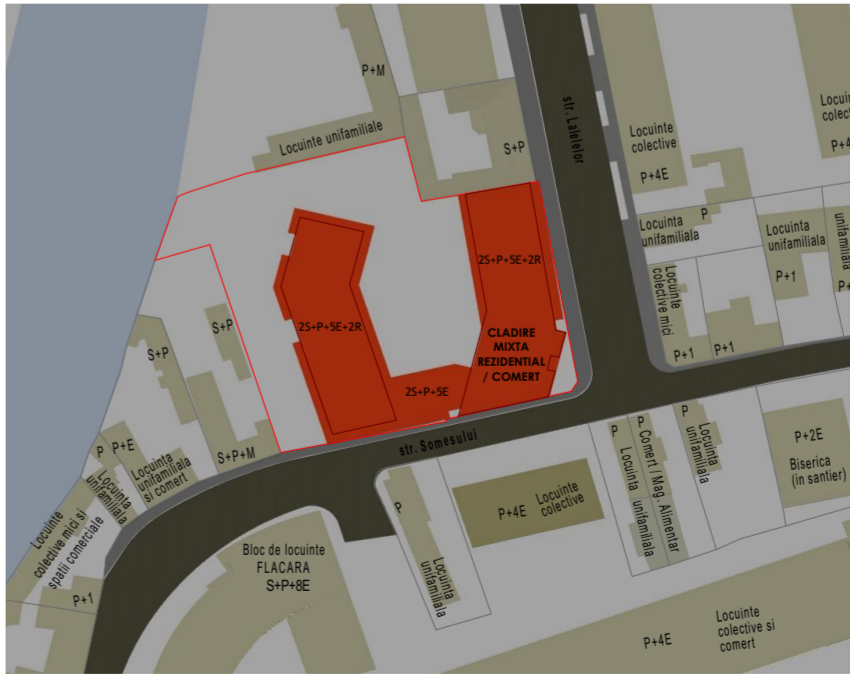 P+M
Locuinte unifamiliale
S+P
str. Lalelelor
Locuinte
colective
P+4E
P+4
P
Locuinta
unifamiliala
Locuinta
unifamiliala
P+1
unifamiliala
Locuinte
colective mici
P+1
P+1
2S+P+5E+2R
2S+P+5E+2R
CLADIRE
MIXTA
REZIDENTIAL
/ COMERT
2S+P+5E
S+P
S+P
S+P+M
P
P+E
Locuinta
unifamiliala
Locuinta
unifamiliala
si comert
Locuinte
colective mici si
spatii comerciale
P+1
str. Somesului
Bloc de locuinte
FLACARA
S+P+8E
P
Locuinta
unifamiliala
P+4E
Locuinte
colective
P
Locuinta
unifamiliala
P
Comert / Mag. Alimentar
P
Locuinta
unifamiliala
P+2E
Biserica
(in santier)
P+4E
Locuinte
colective si
comert